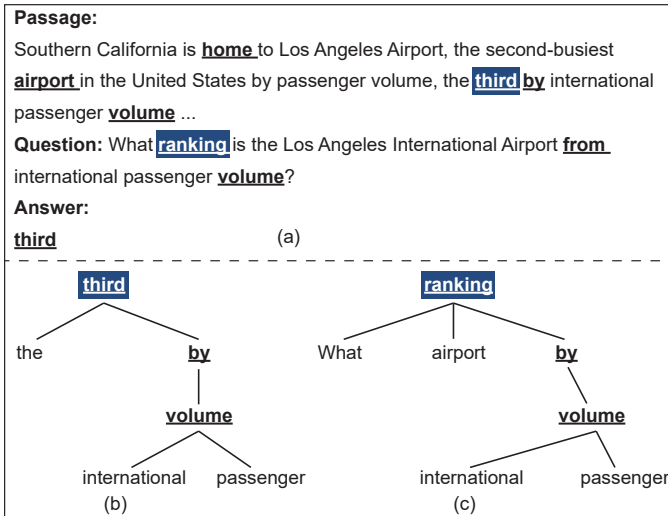 Passage:
Southern California is home to Los Angeles Airport, the second-busiest
airport in the United States by passenger volume, the third by international
passenger volume ...
Question: What ranking is the Los Angeles International Airport from
international passenger volume?
Answer:
third
(a)
third
ranking
the
by
What
airport
by
volume
volume
international
passenger
international
passenger
(b)
(c)